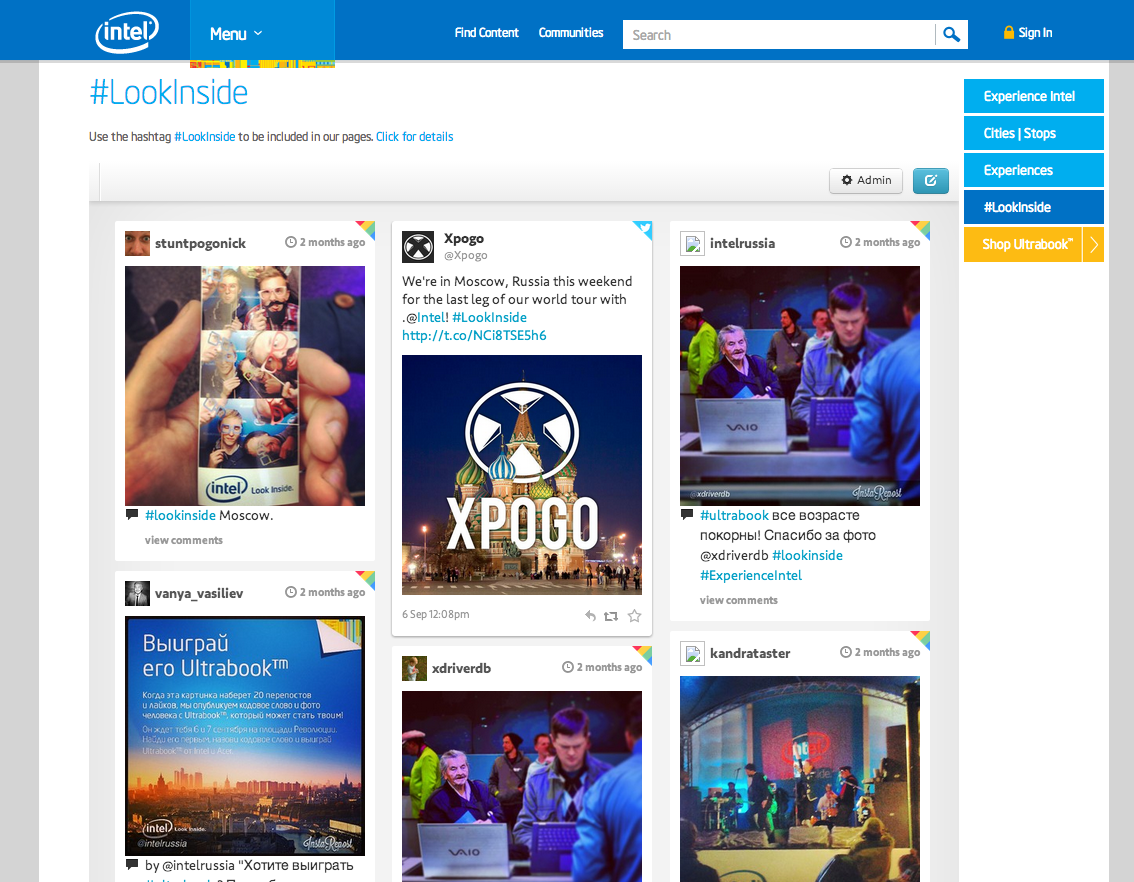 intel
Menu
Find Content
Communities
Search
Sign In
#LookInside
Use the hashtag #LookInside to be included in our pages. Click for details
Experience Intel
Cities | Stops
Experiences
#LookInside
Shop Ultrabook™
Admin
stuntpogonick
2 months ago
intel Look Inside.
#lookinside Moscow.
view comments
vanya_vasiliev
2 months ago
Выиграй
его Ultrabook™
Когда эта картинка наберет 20 перепостов
и лайков, мы опубликуем кодовое слово и фото
человека с Ultrabook™, который может стать твоим!
Он ждет тебя 6 и 7 сентября на площади Революции.
Найди его первым, назови кодовое слово и выиграй
Ultrabook™ от Intel и Acer.
intel Look Inside.
@intelrussia
InstaRepost
by @intelrussia "Хотите выиграть
Xpogo
@Xpogo
We're in Moscow, Russia this weekend
for the last leg of our world tour with
.@Intel! #LookInside
http://t.co/NCi8TSE5h6
XPOGO
6 Sep 12:08pm
xdriverdb
2 months ago
VAIO
intelrussia
2 months ago
VAIO
@xdriverdb
InstaRepost
#ultrabook все возрасте
покорны! Спасибо за фото
@xdriverdb #lookinside
#ExperienceIntel
view comments
kandrataster
2 months ago
intel
inside